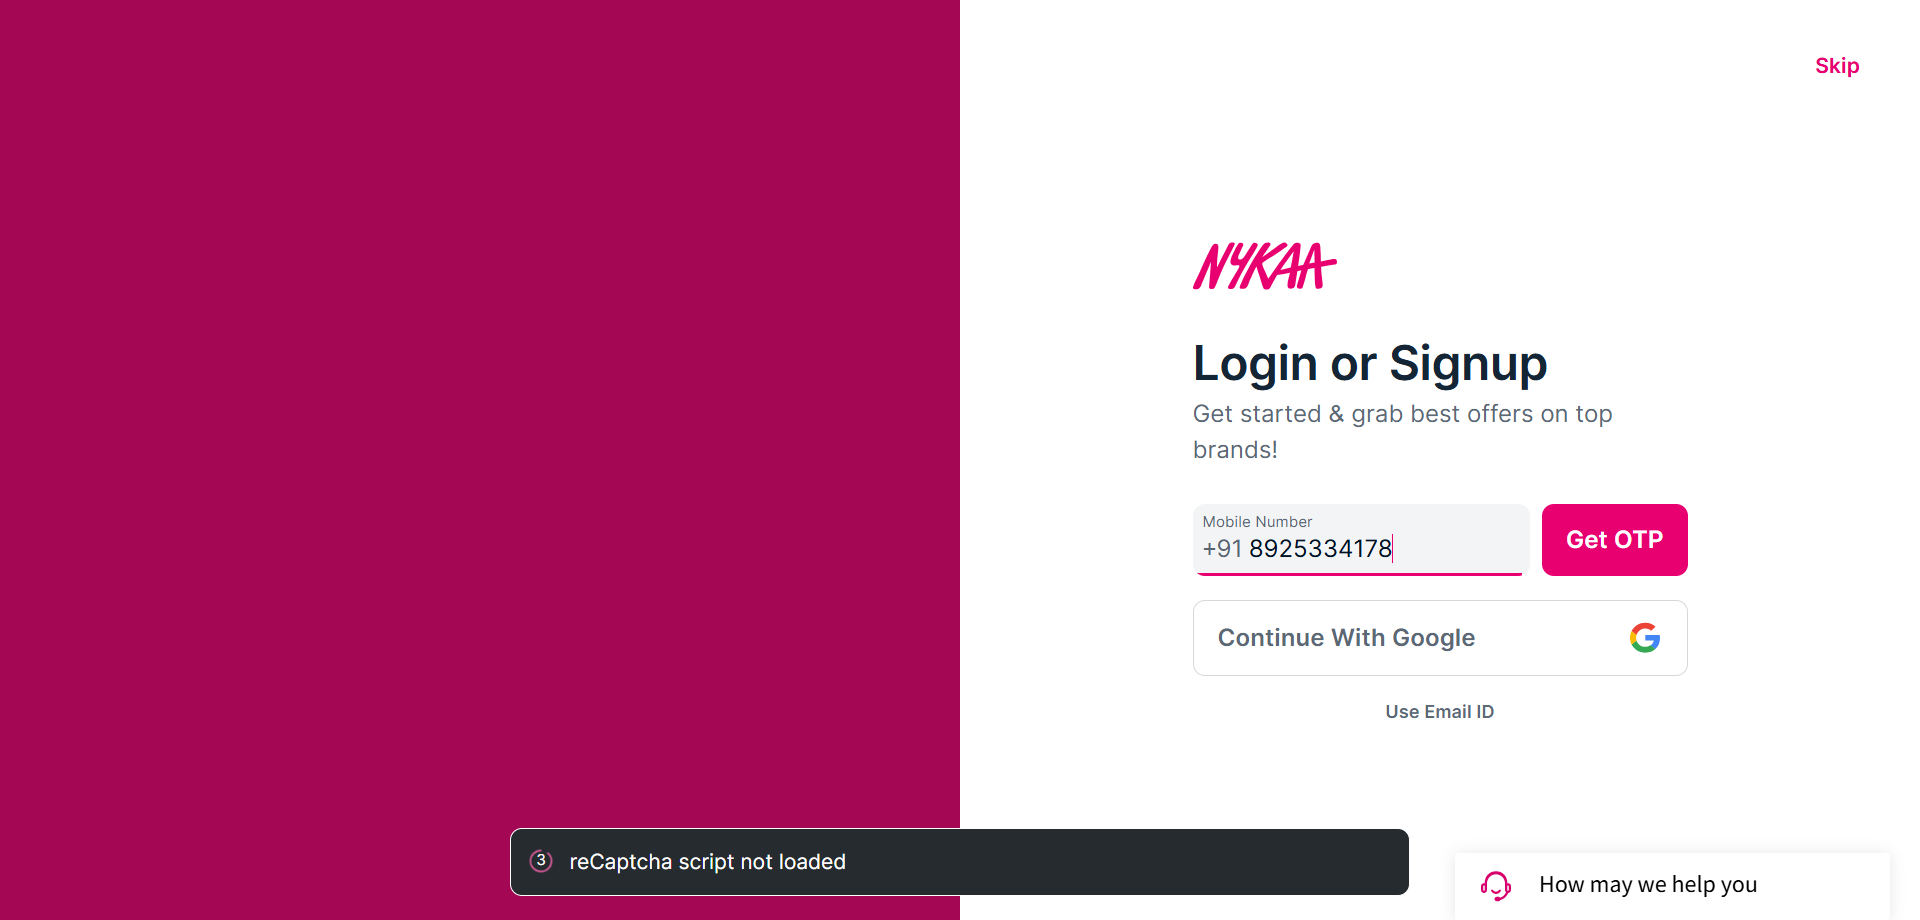 Skip
NYKAA
Login or Signup
Get started & grab best offers on top
brands!
Mobile Number
+91 8925334178
Get OTP
Continue With Google
Use Email ID
3 reCaptcha script not loaded
How may we help you